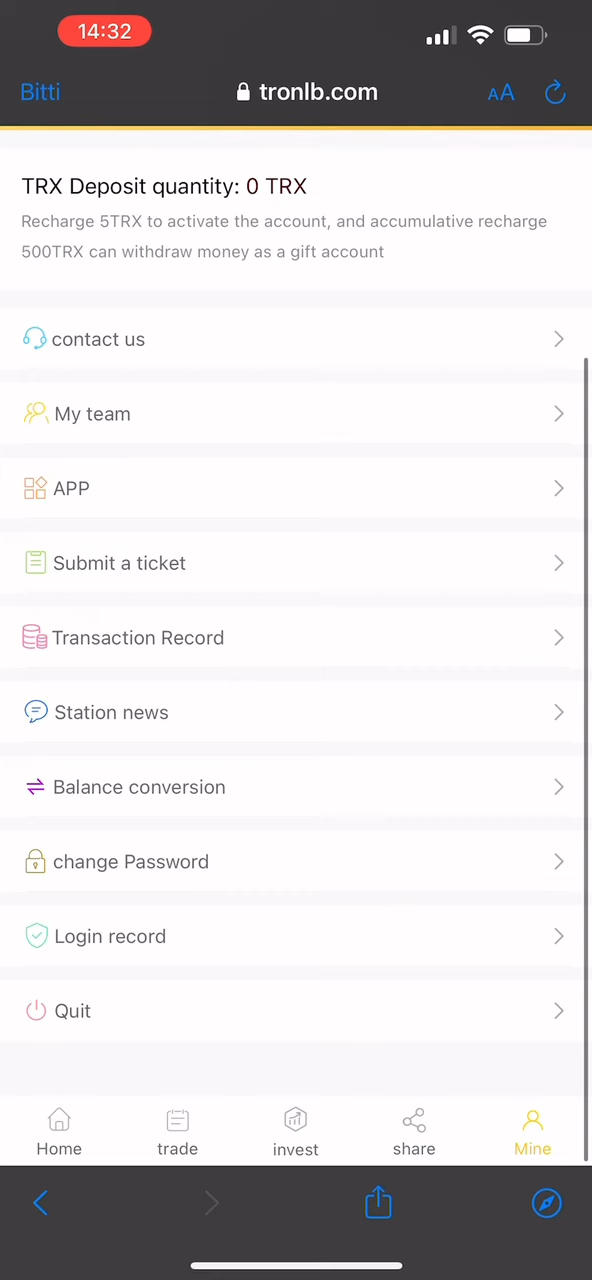 14:32
Bitti
tronlb.com
AA
TRX Deposit quantity: 0 TRX
Recharge 5TRX to activate the account, and accumulative recharge
500TRX can withdraw money as a gift account
contact us
My team
APP
Submit a ticket
Transaction Record
Station news
Balance conversion
change Password
Login record
Quit
Home
trade
invest
share
Mine